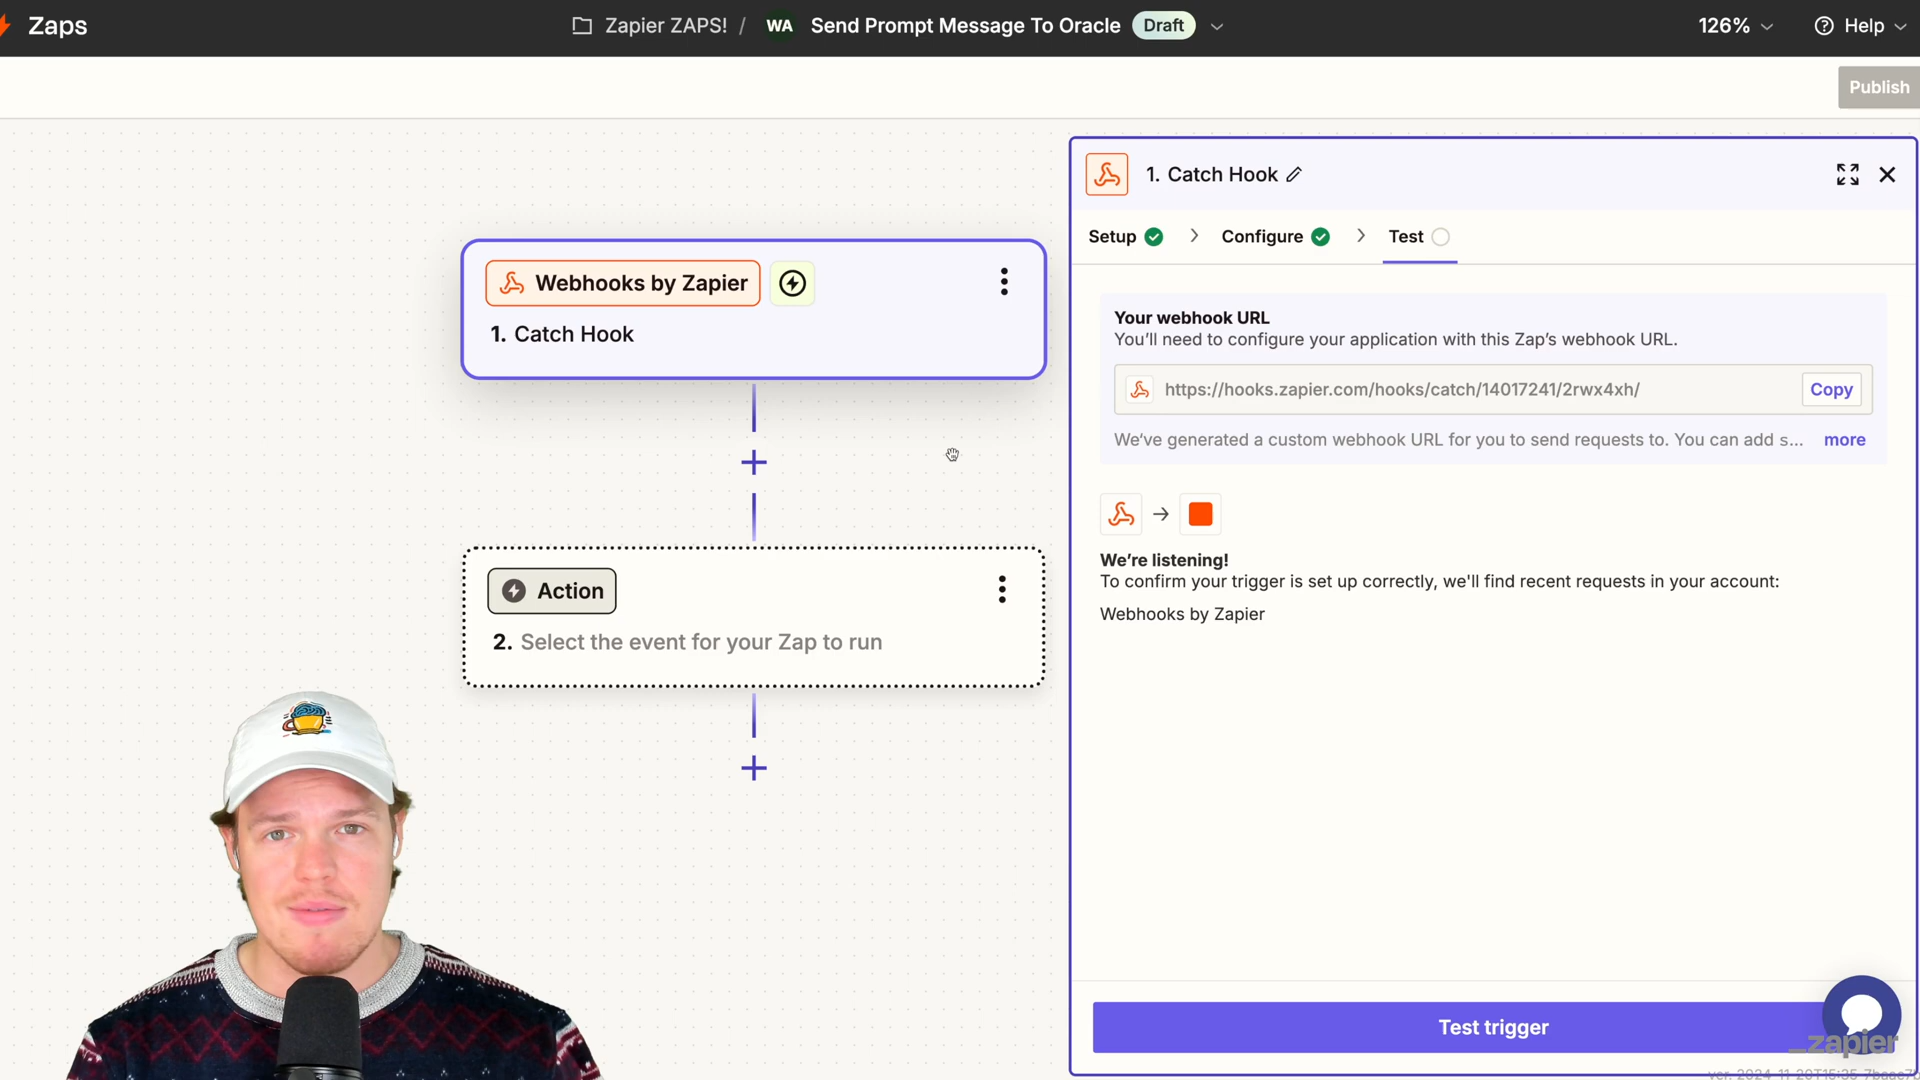 Zaps
Zapier ZAPS! / WA Send Prompt Message To Oracle Draft
126%
Help
Publish
1. Catch Hook
Setup
Configure
Test
Webhooks by Zapier
1. Catch Hook
Your webhook URL
You'll need to configure your application with this Zap's webhook URL.
https://hooks.zapier.com/hooks/catch/14017241/2rwx4xh/
Copy
We've generated a custom webhook URL for you to send requests to. You can add s... more
We're listening!
To confirm your trigger is set up correctly, we'll find recent requests in your account:
Webhooks by Zapier
Action
2. Select the event for your Zap to run
Test trigger
_zapier